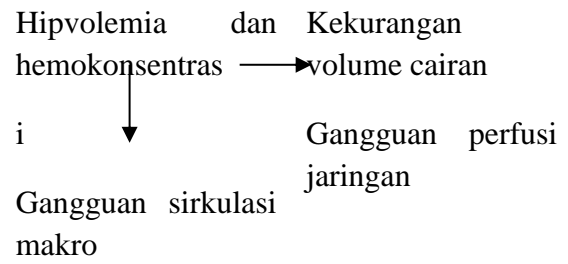 Hipvolemia dan
hemokonsentras
i
Gangguan sirkulasi
makro
Kekurangan
volume cairan
Gangguan perfusi
jaringan